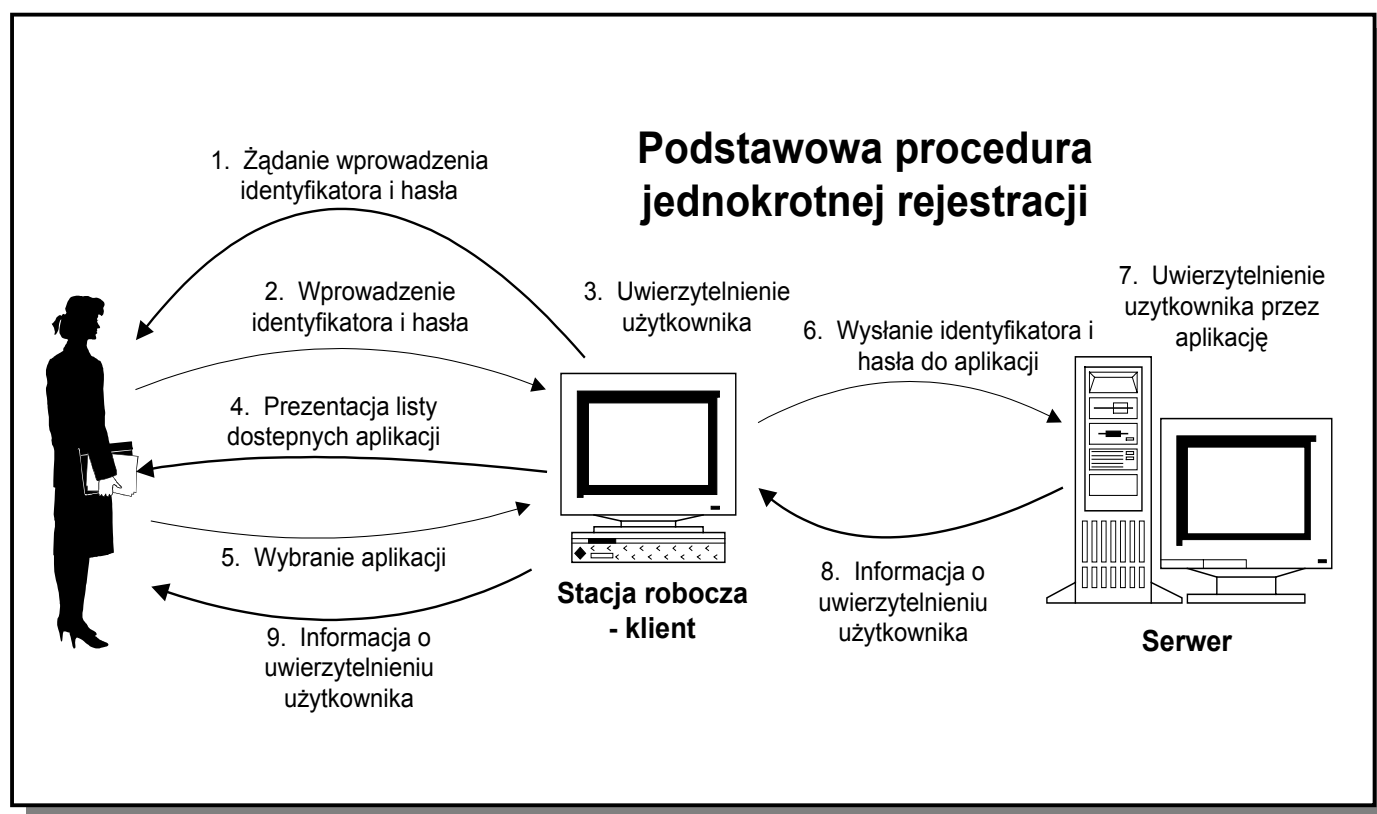 Podstawowa procedura
jednokrotnej rejestracji
1. Żądanie wprowadzenia
identyfikatora i hasła
2. Wprowadzenie
identyfikatora i hasła
3. Uwierzytelnienie
użytkownika
4. Prezentacja listy
dostepnych aplikacji
5. Wybranie aplikacji
6. Wysłanie identyfikatora i
hasła do aplikacji
7. Uwierzytelnienie
uzytkownika przez
aplikację
8. Informacja o
uwierzytelnieniu
użytkownika
9. Informacja o
uwierzytelnieniu
użytkownika
Stacja robocza
- klient
Serwer